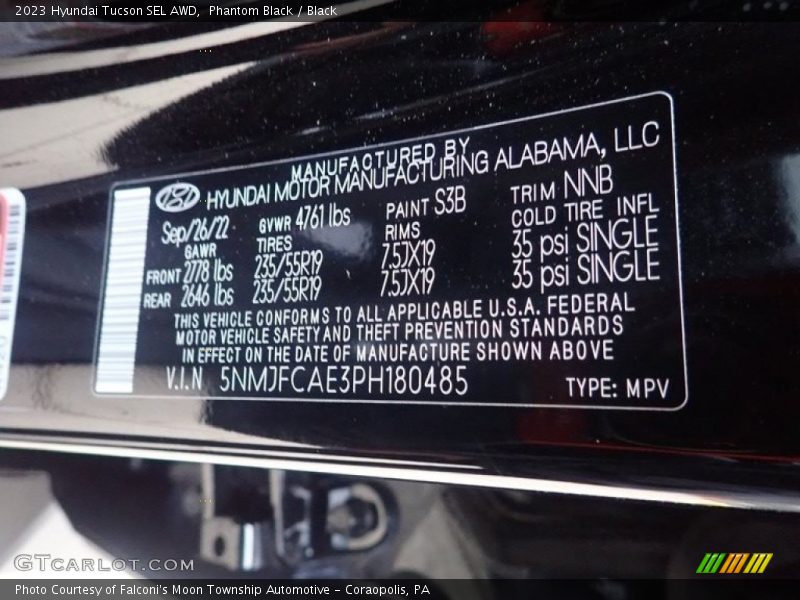 2023 Hyundai Tucson SEL AWD,  Phantom Black / Black
MANUFACTURED BY
HYUNDAI MOTOR MANUFACTURING ALABAMA, LLC
Sep/26/22 GVWR 4761 lbs PAINT S3B TRIM NNB
GAWR TIRES RIMS COLD TIRE INFL
FRONT 2778 lbs 235/55R19 7.5JX19 35 psi SINGLE
REAR 2646 lbs 235/55R19 7.5JX19 35 psi SINGLE
THIS VEHICLE CONFORMS TO ALL APPLICABLE U.S.A. FEDERAL
MOTOR VEHICLE SAFETY AND THEFT PREVENTION STANDARDS
IN EFFECT ON THE DATE OF MANUFACTURE SHOWN ABOVE
V.I.N 5NMJFCAE3PH180485 TYPE: MPV
GTCARLOT.COM
Photo Courtesy of Falconi's Moon Township Automotive – Coraopolis, PA